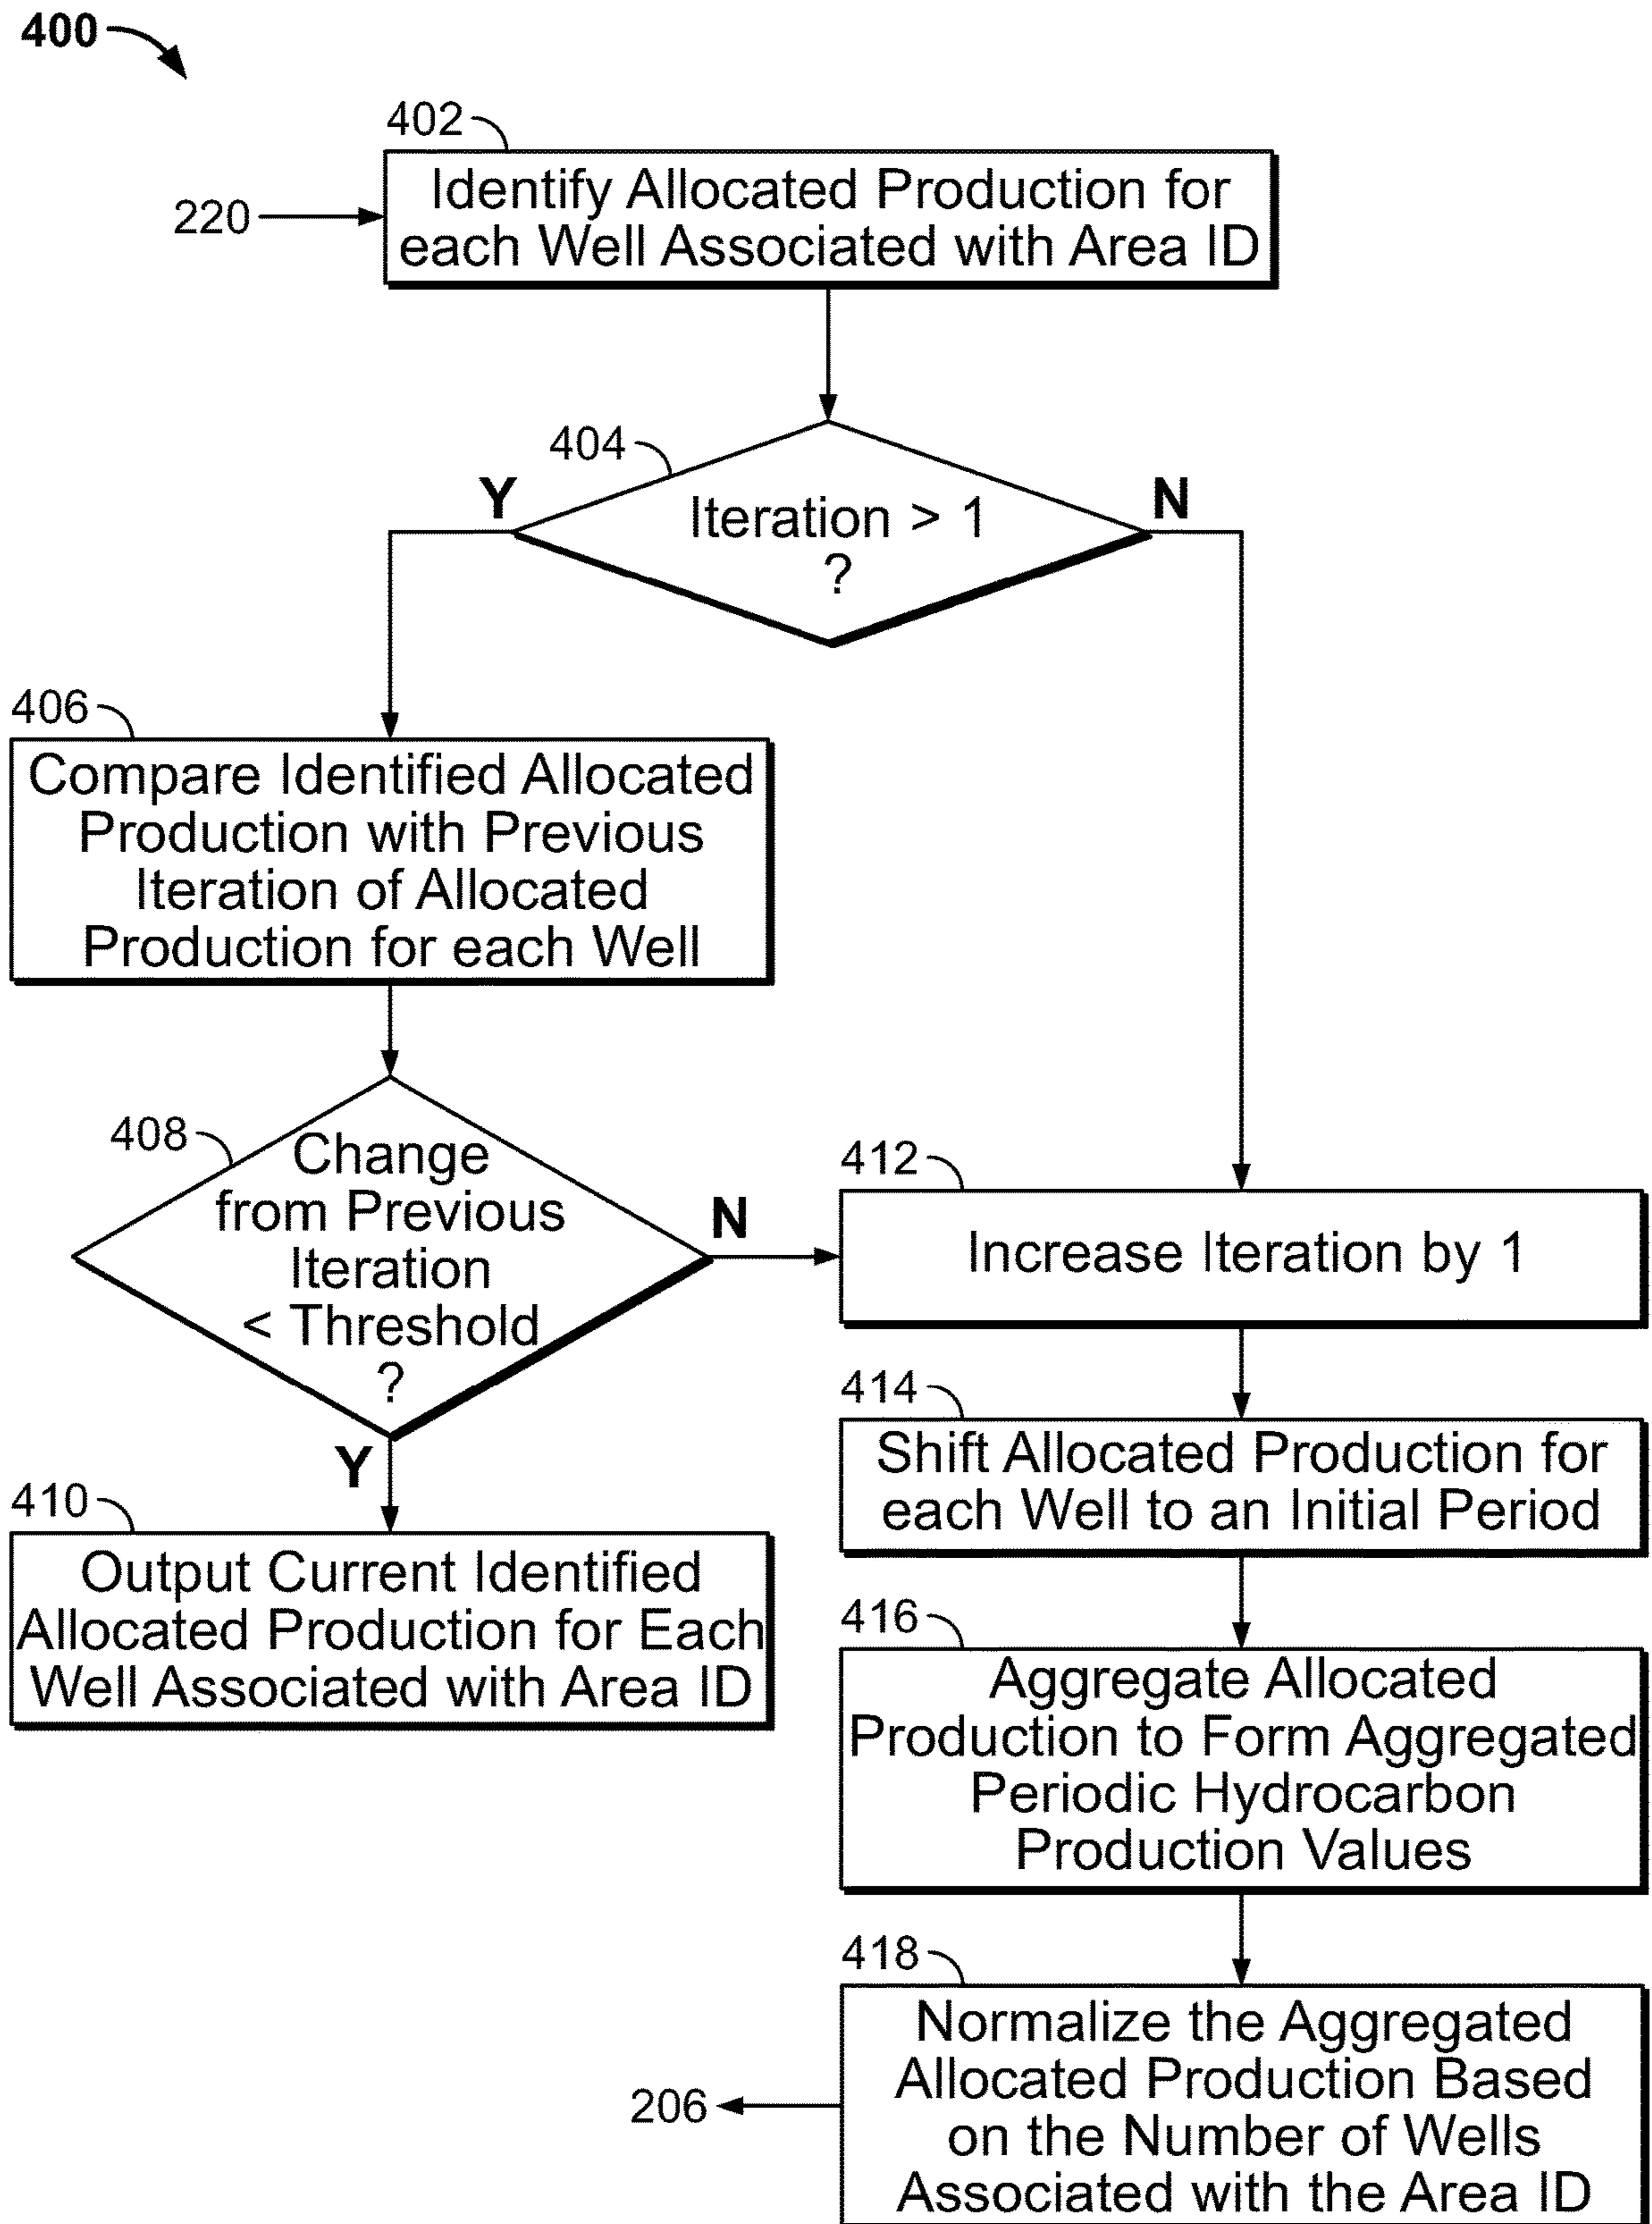 400
402
220
Identify Allocated Production for
each Well Associated with Area ID
404
Y
N
Iteration > 1
?
406
Compare Identified Allocated
Production with Previous
Iteration of Allocated
Production for each Well
408
Change
from Previous
Iteration
< Threshold
?
N
Y
410
Output Current Identified
Allocated Production for Each
Well Associated with Area ID
412
Increase Iteration by 1
414
Shift Allocated Production for
each Well to an Initial Period
416
Aggregate Allocated
Production to Form Aggregated
Periodic Hydrocarbon
Production Values
418
Normalize the Aggregated
Allocated Production Based
on the Number of Wells
Associated with the Area ID
206